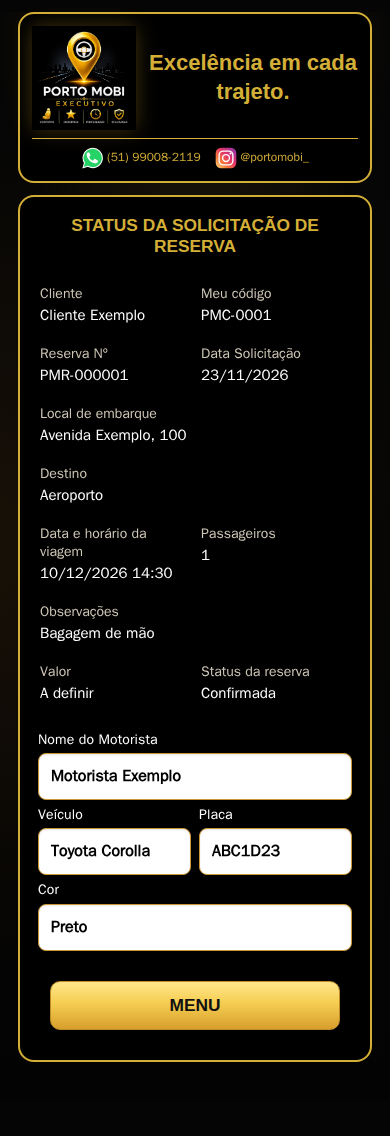 PORTO MOBI
EXECUTIVO
Excelência em cada
trajeto.
(51) 99008-2119 @portomobi_
STATUS DA SOLICITAÇÃO DE
RESERVA
Cliente Meu código
Cliente Exemplo PMC-0001
Reserva Nº Data Solicitação
PMR-000001 23/11/2026
Local de embarque
Avenida Exemplo, 100
Destino
Aeroporto
Data e horário da
viagem
Passageiros
10/12/2026 14:30
1
Observações
Bagagem de mão
Valor Status da reserva
A definir Confirmada
Nome do Motorista
Motorista Exemplo
Veículo Placa
Toyota Corolla ABC1D23
Cor
Preto
MENU